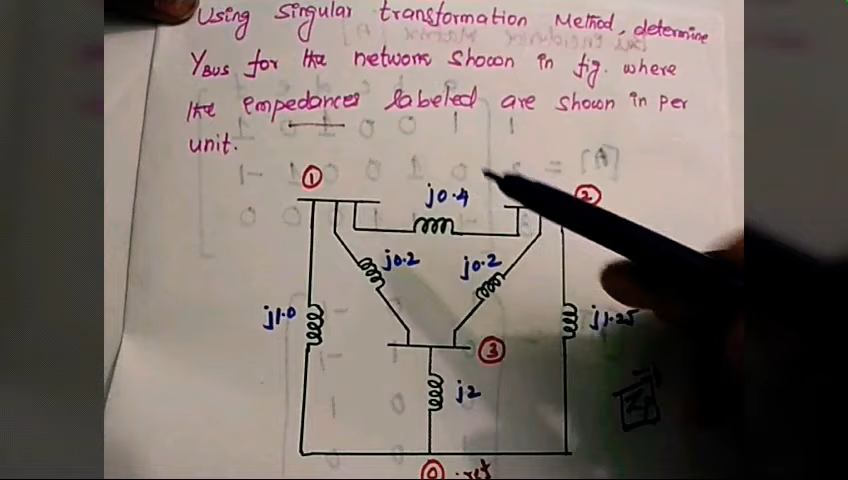 Using Singular transformation Method, determine
YBUS for the network shown in fig. where
the impedances labeled are shown in per
unit.
1
j0.4
2
j0.2
j0.2
j1.0
j1.25
3
j2
0 .ref